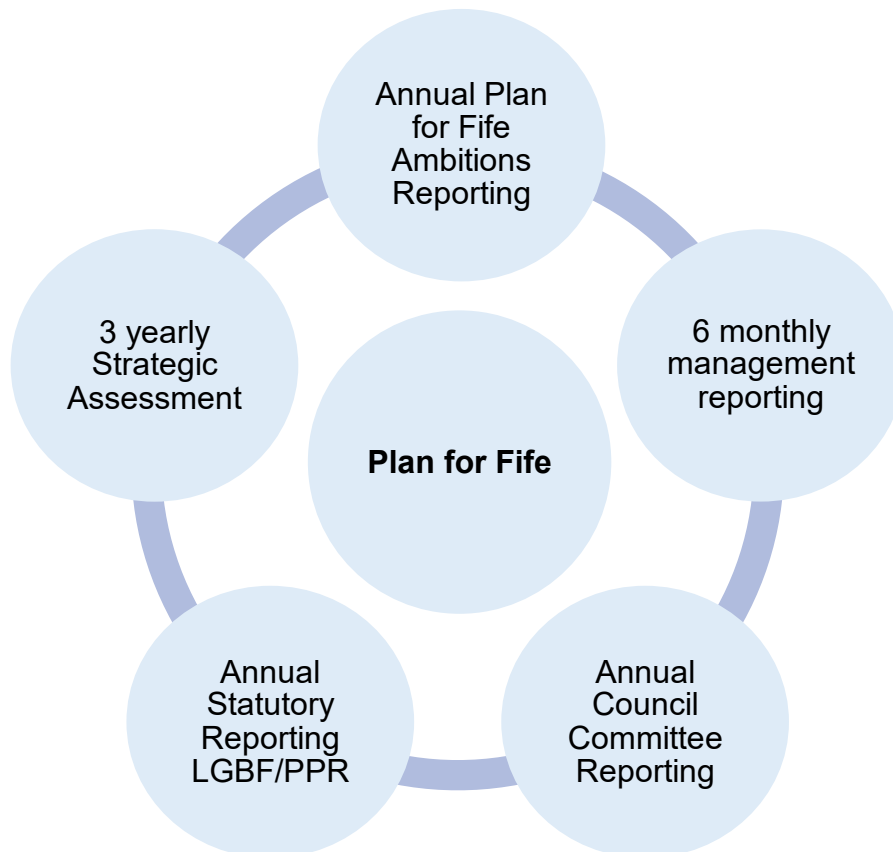 Annual Plan
for Fife
Ambitions
Reporting
3 yearly
Strategic
Assessment
6 monthly
management
reporting
Plan for Fife
Annual
Statutory
Reporting
LGBF/PPR
Annual
Council
Committee
Reporting